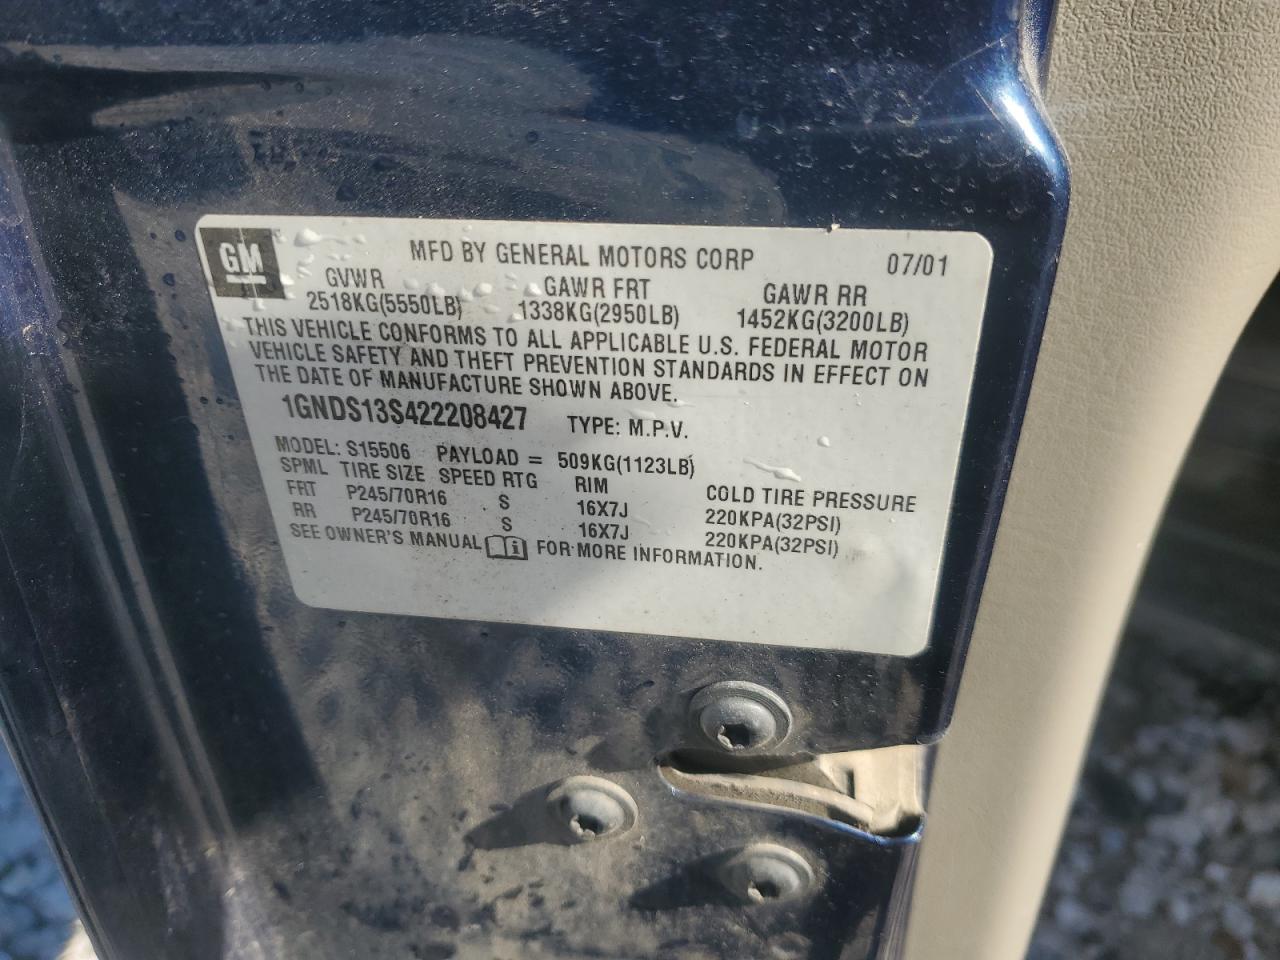 GM
MFD BY GENERAL MOTORS CORP 07/01
GVWR GAWR FRT GAWR RR
2518KG(5550LB) 1338KG(2950LB) 1452KG(3200LB)
THIS VEHICLE CONFORMS TO ALL APPLICABLE U.S. FEDERAL MOTOR
VEHICLE SAFETY AND THEFT PREVENTION STANDARDS IN EFFECT ON
THE DATE OF MANUFACTURE SHOWN ABOVE.
1GNDS13S422208427 TYPE: M.P.V.
MODEL: S15506 PAYLOAD = 509KG(1123LB)
SPML TIRE SIZE SPEED RTG RIM COLD TIRE PRESSURE
FRT P245/70R16 S 16X7J 220KPA(32PSI)
RR P245/70R16 S 16X7J 220KPA(32PSI)
SEE OWNER'S MANUAL FOR MORE INFORMATION.